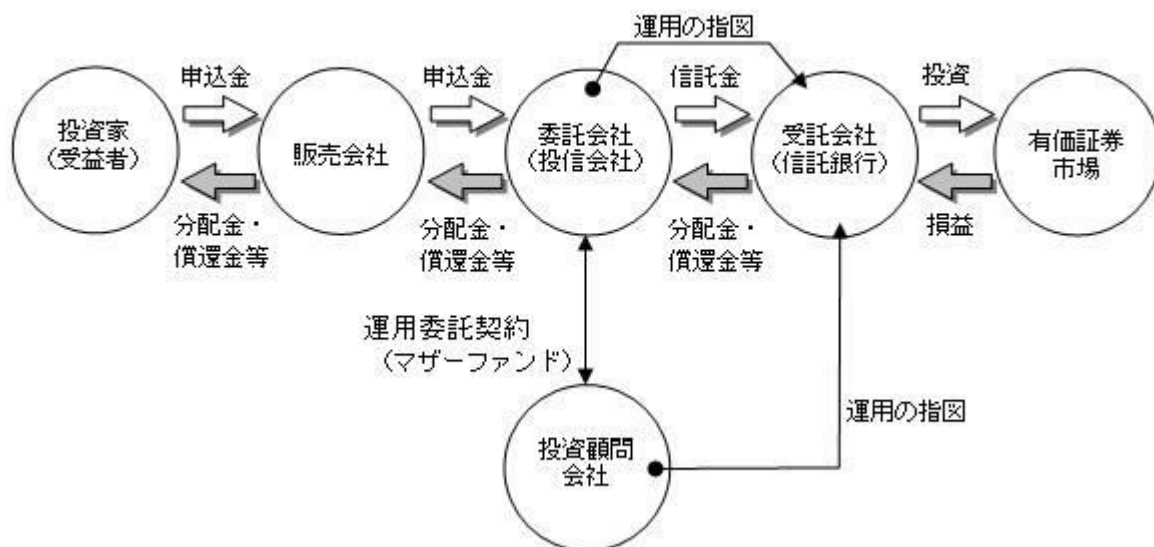 運用の指図
申込金
申込金
信託金
投資
投資家
(受益者)
販売会社
委託会社
(投信会社)
受託会社
(信託銀行)
有価証券
市場
分配金・
償還金等
分配金・
償還金等
分配金・
償還金等
損益
運用委託契約
(マザーファンド)
運用の指図
投資顧問
会社